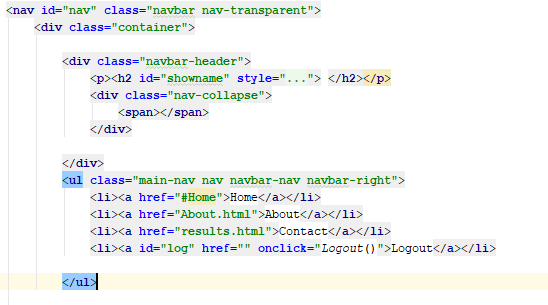 <nav id="nav" class="navbar nav-transparent">
<div class="container">
<div class="navbar-header">
<p><h2 id="showname" style="..."> </h2></p>
<div class="nav-collapse">
<span></span>
</div>
</div>
<ul class="main-nav nav navbar-nav navbar-right">
<li><a href="#Home">Home</a></li>
<li><a href="About.html">About</a></li>
<li><a href="results.html">Contact</a></li>
<li><a id="log" href="" onclick="Logout()">Logout</a></li>
</ul>